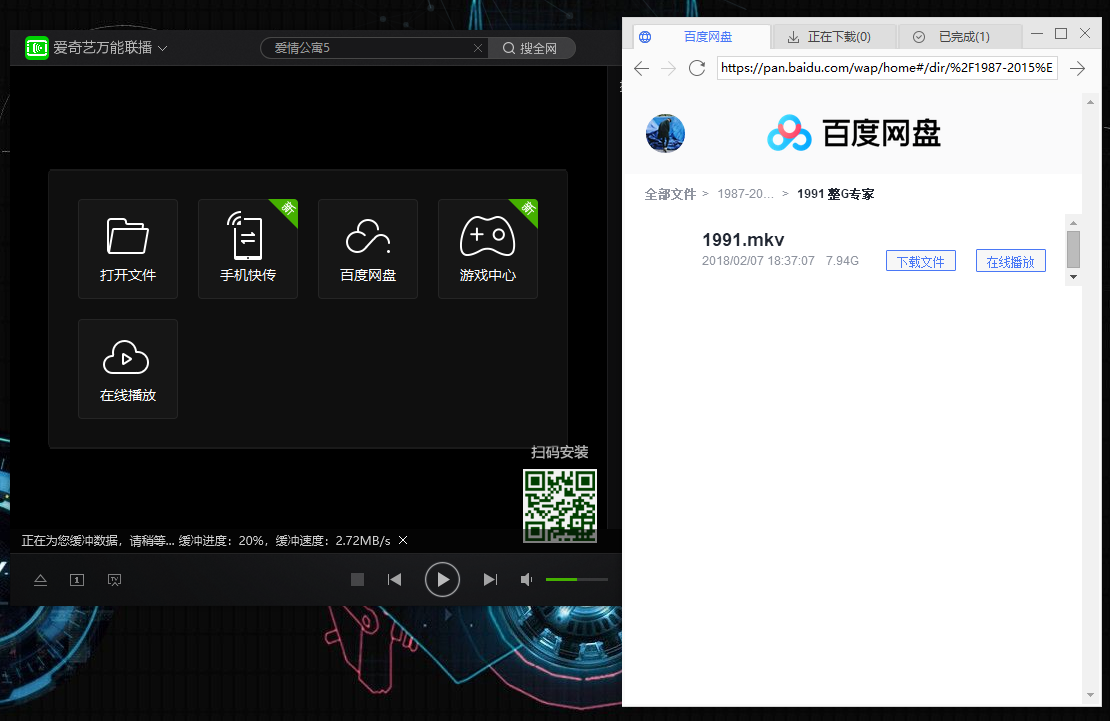 爱奇艺万能联播
爱情公寓5
搜全网
打开文件
手机快传
新
百度网盘
游戏中心
新
在线播放
扫码安装
正在为您缓冲数据，请稍等... 缓冲进度：20%，缓冲速度：2.72MB/s
1
TV
百度网盘
正在下载(0)
已完成(1)
https://pan.baidu.com/wap/home#/dir/%2F1987-2015%E
百度网盘
全部文件 > 1987-20... > 1991 整G专家
1991.mkv
2018/02/07 18:37:07 7.94G
下载文件
在线播放